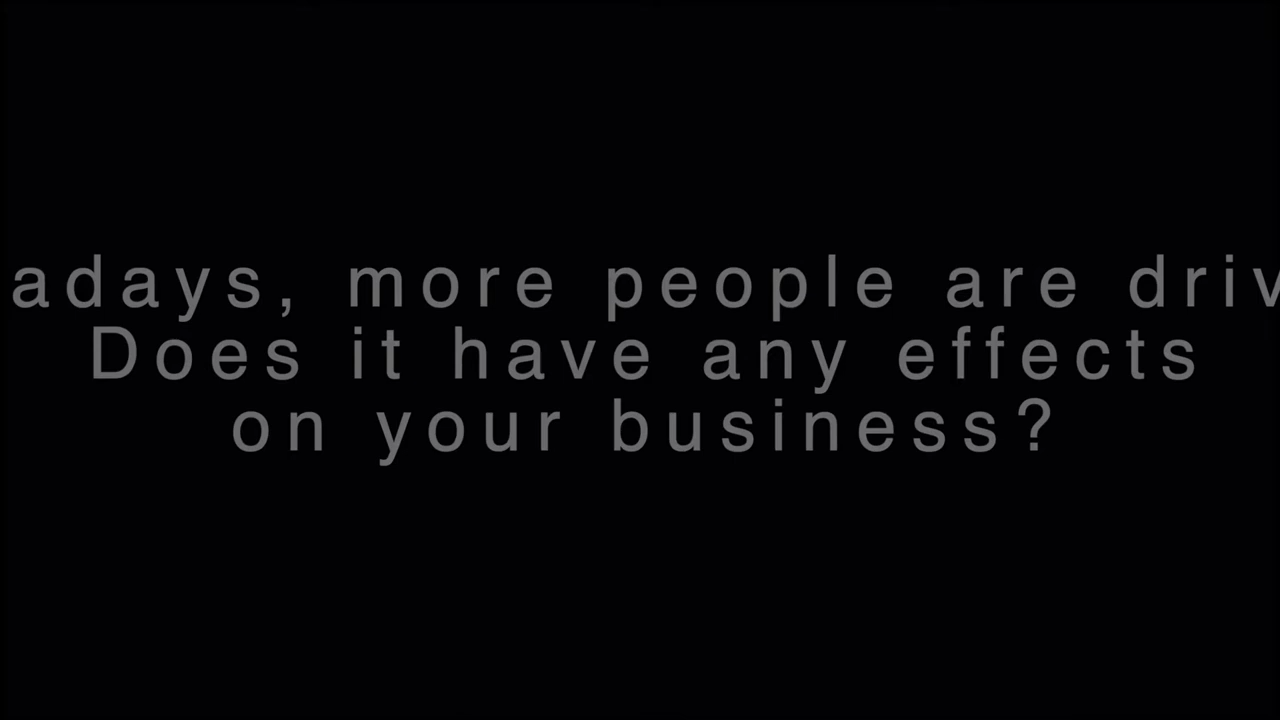 adays, more people are driv
Does it have any effects
on your business?